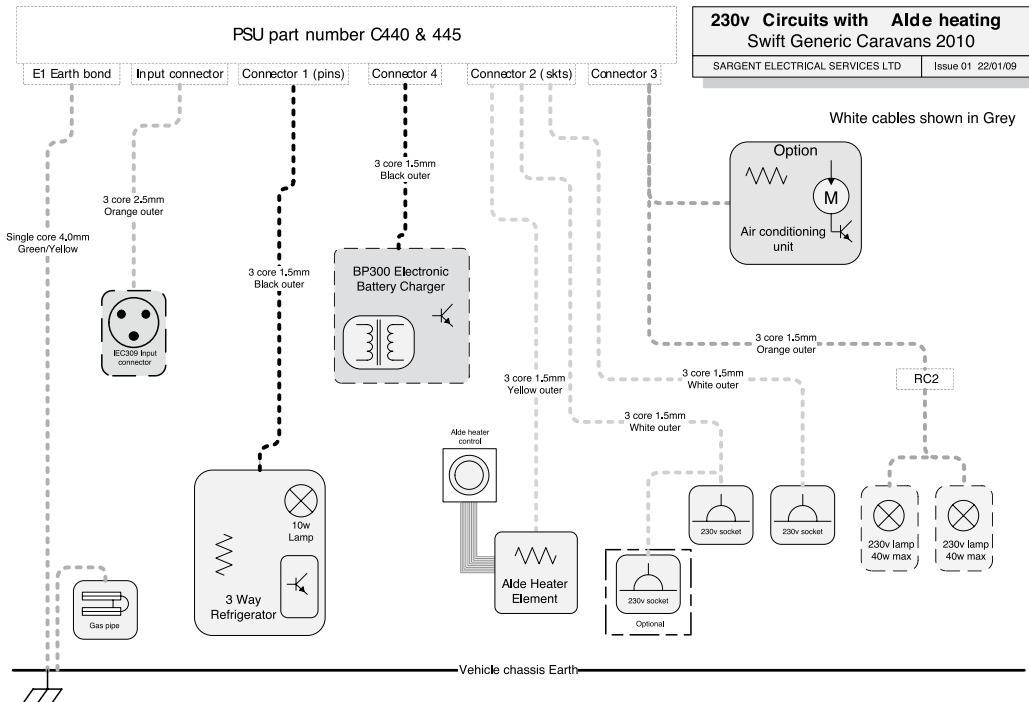 PSU part number C440 & 445
230v Circuits with Alde heating
Swift Generic Caravans 2010
SARGENT ELECTRICAL SERVICES LTD
Issue 01 22/01/09
E1 Earth bond
Input connector
Connector 1 (pins)
Connector 4
Connector 2 (skts)
Connector 3
White cables shown in Grey
Option
M
Air conditioning
unit
3 core 1.5mm
Black outer
3 core 2.5mm
Orange outer
Single core 4.0mm
Green/Yellow
3 core 1.5mm
Black outer
BP300 Electronic
Battery Charger
IEC309 Input
connector
3 core 1.5mm
Orange outer
3 core 1.5mm
Yellow outer
3 core 1.5mm
White outer
RC2
3 core 1.5mm
White outer
Alde heater
control
10w
Lamp
3 Way
Refrigerator
Alde Heater
Element
230v socket
230v socket
230v lamp
40w max
230v lamp
40w max
230v socket
Optional
Gas pipe
Vehicle chassis Earth